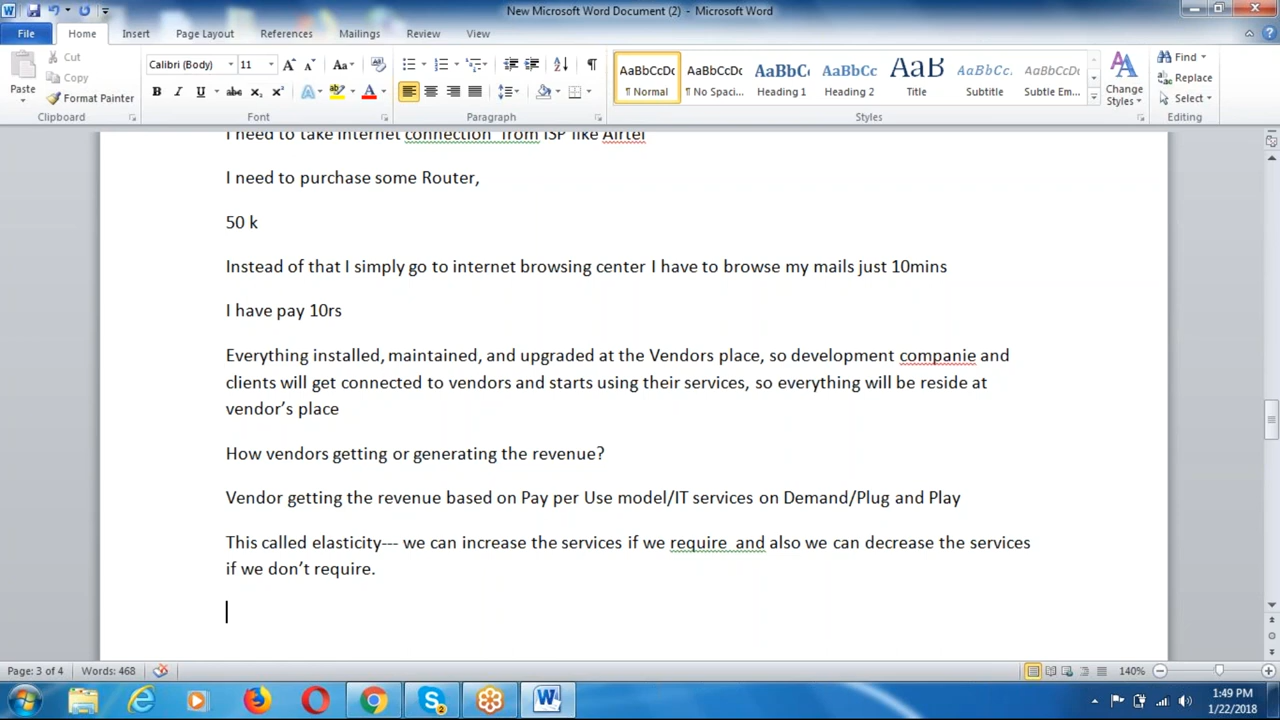 New Microsoft Word Document (2) - Microsoft Word
File Home Insert Page Layout References Mailings Review View
Cut
Copy
Paste
Format Painter
Calibri (Body) 11
AaBbCcDc AaBbCcDc AaBbCc AaBbCc AaB AaBbCc. AaBbCcDc
¶ Normal ¶ No Spaci... Heading 1 Heading 2 Title Subtitle Subtle Em...
Change
Styles
Find
Replace
Select
Clipboard Font Paragraph Styles Editing
I need to take internet connection from ISP like Airtel
I need to purchase some Router,
50 k
Instead of that I simply go to internet browsing center I have to browse my mails just 10mins
I have pay 10rs
Everything installed, maintained, and upgraded at the Vendors place, so development companie and
clients will get connected to vendors and starts using their services, so everything will be reside at
vendor’s place
How vendors getting or generating the revenue?
Vendor getting the revenue based on Pay per Use model/IT services on Demand/Plug and Play
This called elasticity--- we can increase the services if we require and also we can decrease the services
if we don’t require.
Page: 3 of 4 Words: 468 140%
1:49 PM
1/22/2018